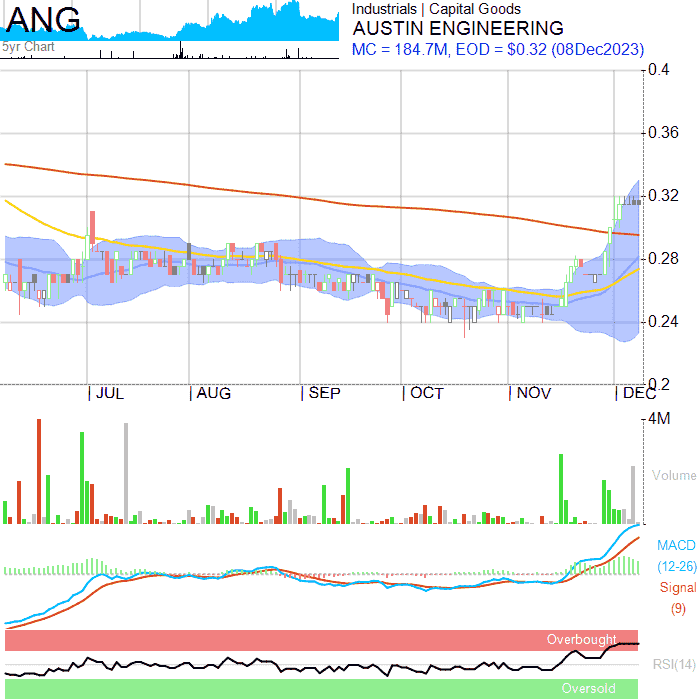 ANG
5yr Chart
Industrials | Capital Goods
AUSTIN ENGINEERING
MC = 184.7M, EOD = $0.32 (08Dec2023)
0.4
0.36
0.32
0.28
0.24
0.2
JUL
AUG
SEP
OCT
NOV
DEC
4M
Volume
MACD
(12-26)
Signal
(9)
Overbought
RSI(14)
Oversold